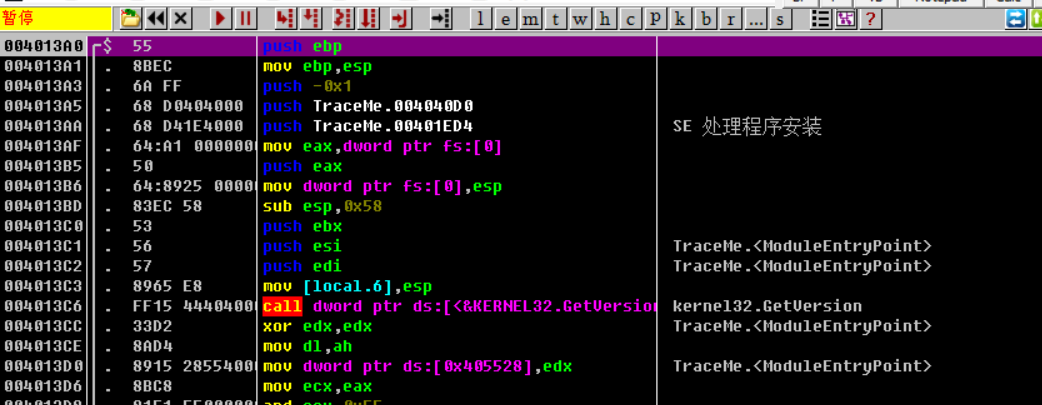 暂停 l e m t w h c P k b r ... s ?
004013A0 $ 55 push ebp
004013A1 . 8BEC mov ebp,esp
004013A3 . 6A FF push -0x1
004013A5 . 68 D0404000 push TraceMe.004040D0
004013AA . 68 D41E4000 push TraceMe.00401ED4 SE 处理程序安装
004013AF . 64:A1 000000 mov eax,dword ptr fs:[0]
004013B5 . 50 push eax
004013B6 . 64:8925 0000 mov dword ptr fs:[0],esp
004013BD . 83EC 58 sub esp,0x58
004013C0 . 53 push ebx
004013C1 . 56 push esi TraceMe.<ModuleEntryPoint>
004013C2 . 57 push edi TraceMe.<ModuleEntryPoint>
004013C3 . 8965 E8 mov [local.6],esp
004013C6 . FF15 444040 call dword ptr ds:[<&KERNEL32.GetVersion kernel32.GetVersion
004013CC . 33D2 xor edx,edx TraceMe.<ModuleEntryPoint>
004013CE . 8AD4 mov dl,ah
004013D0 . 8915 2855400 mov dword ptr ds:[0x405528],edx TraceMe.<ModuleEntryPoint>
004013D6 . 8BC8 mov ecx,eax